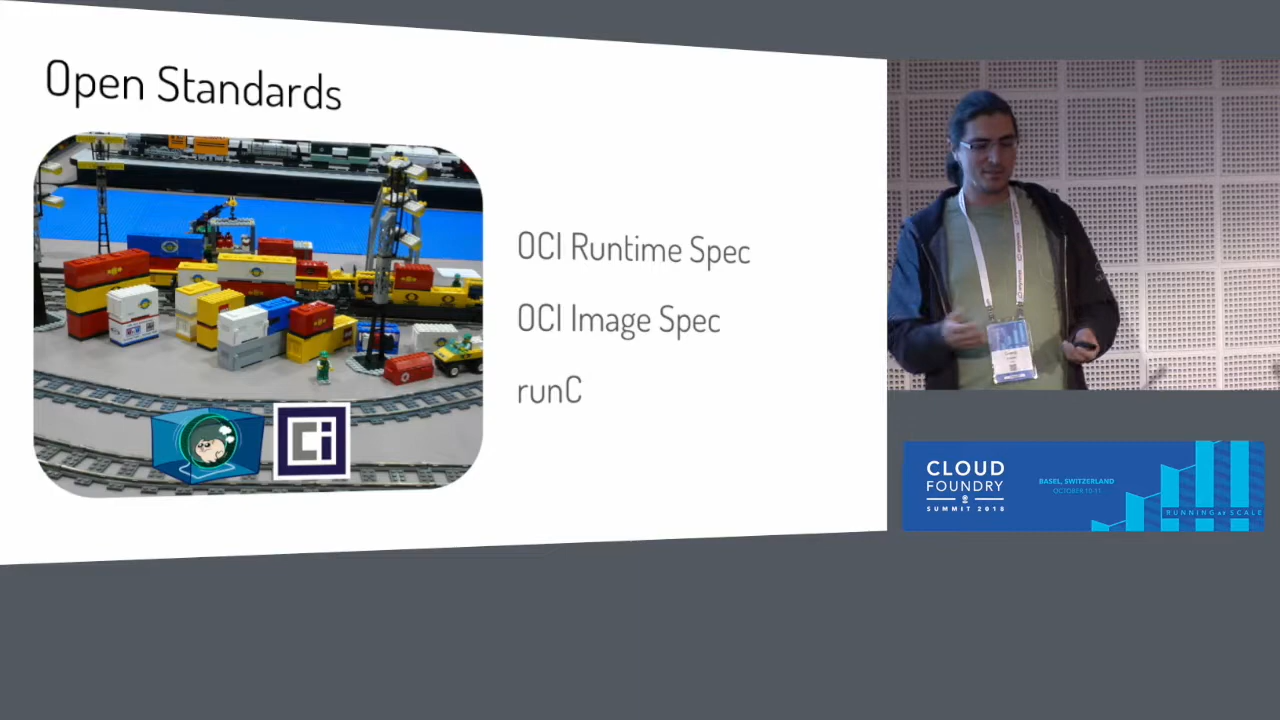 Open Standards
OCI Runtime Spec
OCI Image Spec
runC
CLOUD
FOUNDRY
SUMMIT 2018
BASEL, SWITZERLAND
OCTOBER 10-11
RUNNING AT SCALE